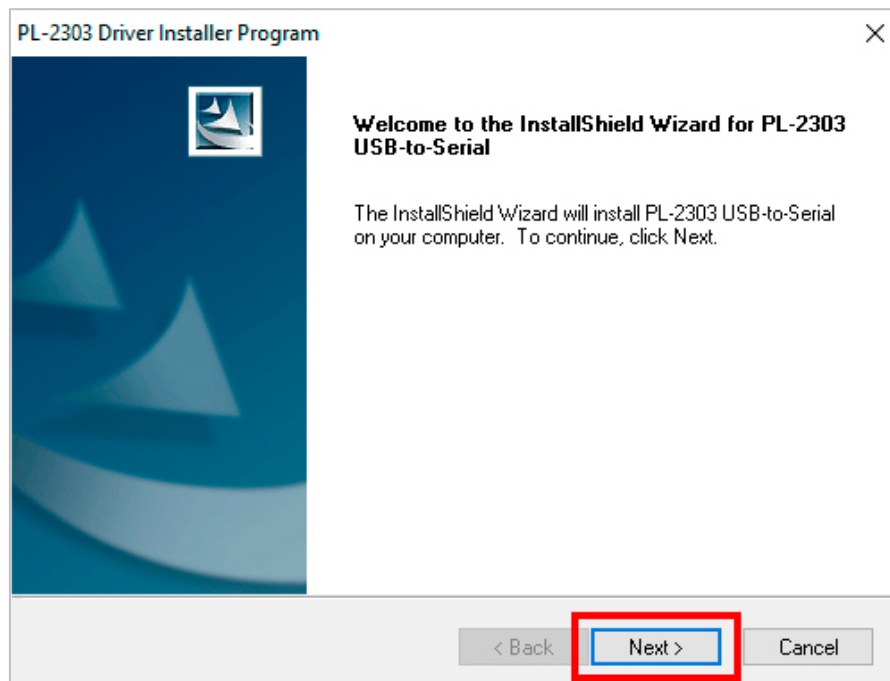 PL-2303 Driver Installer Program
Welcome to the InstallShield Wizard for PL-2303
USB-to-Serial
The InstallShield Wizard will install PL-2303 USB-to-Serial
on your computer.  To continue, click Next.
< Back
Next >
Cancel